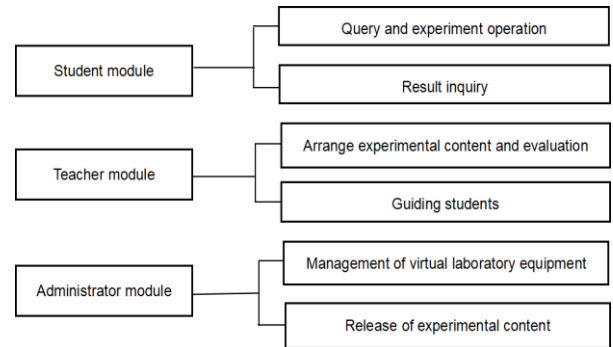 Query and experiment operation
Student module
Result inquiry
Arrange experimental content and evaluation
Teacher module
Guiding students
Management of virtual laboratory equipment
Administrator module
Release of experimental content